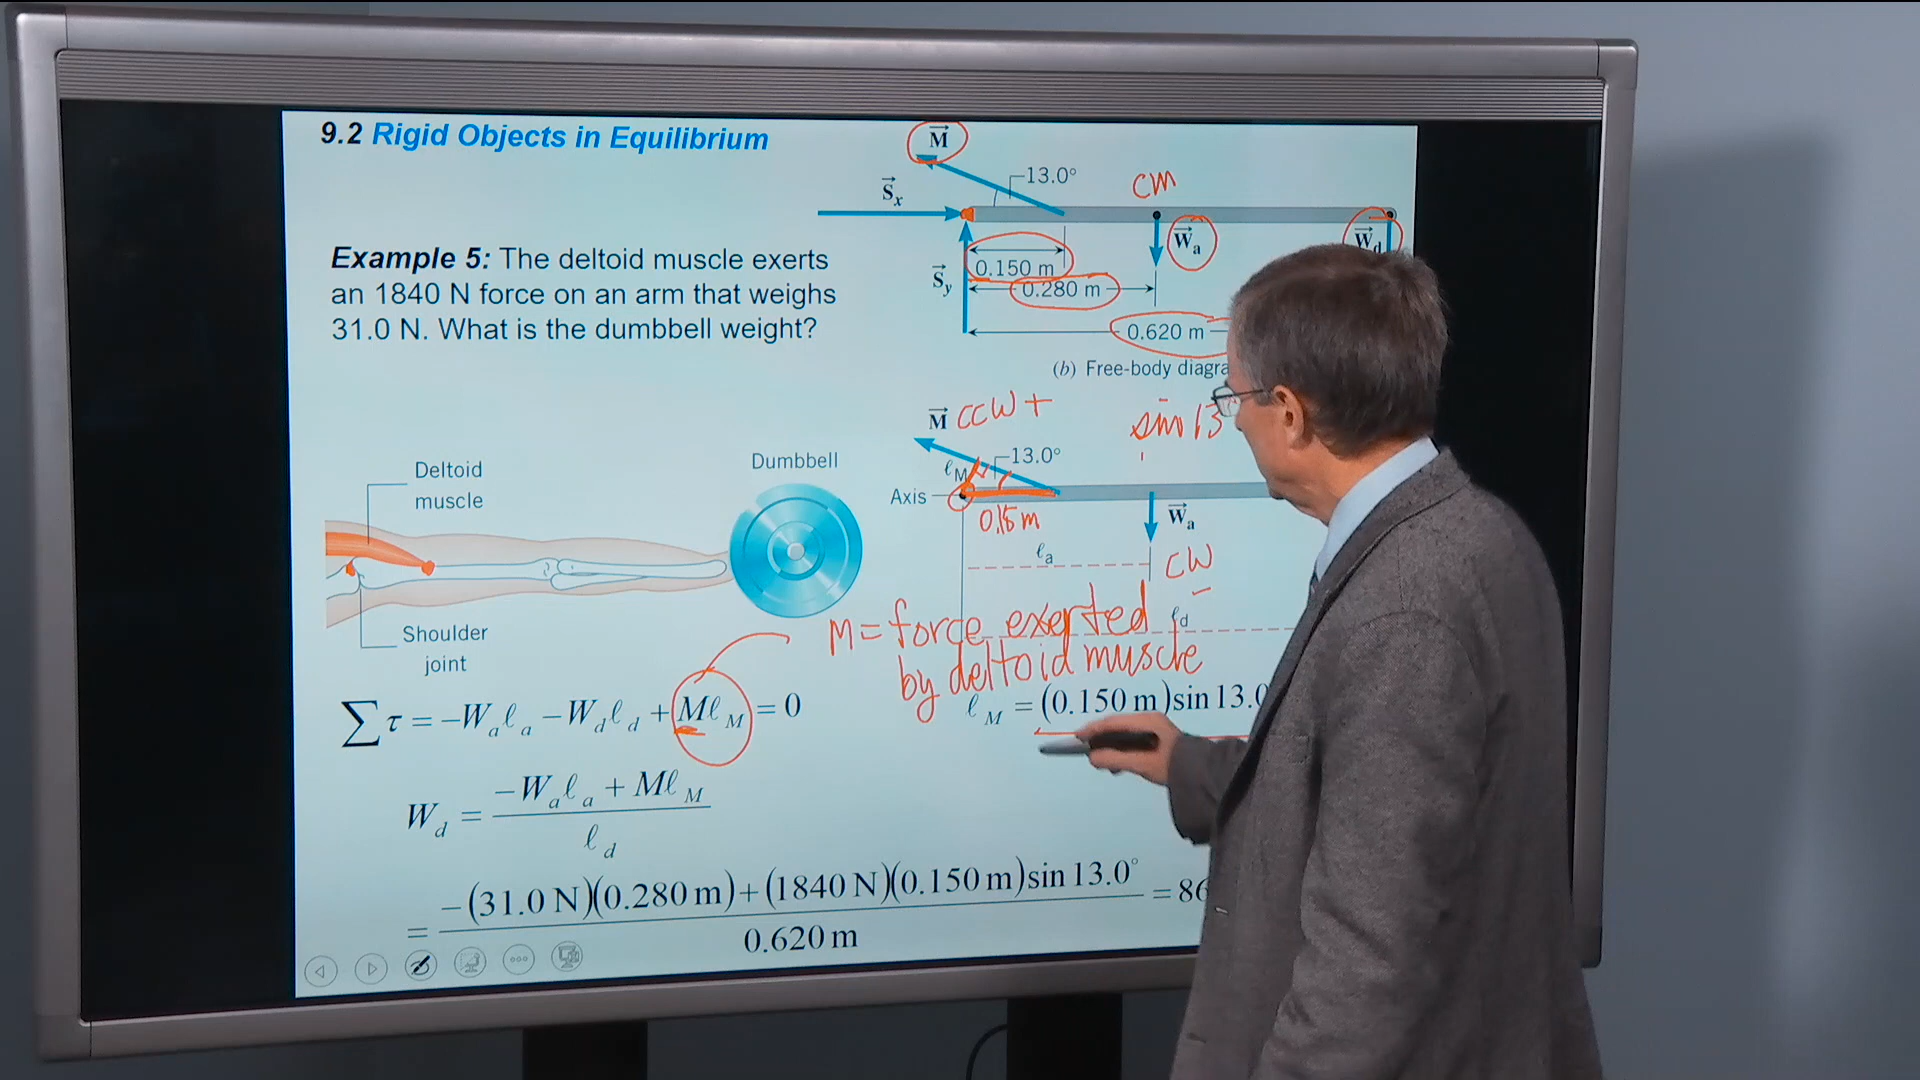 9.2 Rigid Objects in Equilibrium
Example 5: The deltoid muscle exerts
an 1840 N force on an arm that weighs
31.0 N. What is the dumbbell weight?
M
13.0°
CM
S_x
W_a
W_d
0.150 m
S_y
0.280 m
0.620 m
(b) Free-body
M CCW +
sin 13
13.0°
ℓ_M
Axis
0.15 m
W_a
ℓ_a
CW
ℓ_d
Deltoid
muscle
Dumbbell
Shoulder
joint
M = force exerted
by deltoid muscle
∑τ = −W_a ℓ_a − W_d ℓ_d + Mℓ_M = 0
ℓ_M = (0.150 m)sin 13.0
W_d = (−W_a ℓ_a + Mℓ_M) / ℓ_d
= −(31.0 N)(0.280 m)+(1840 N)(0.150 m)sin 13.0° = 86
0.620 m